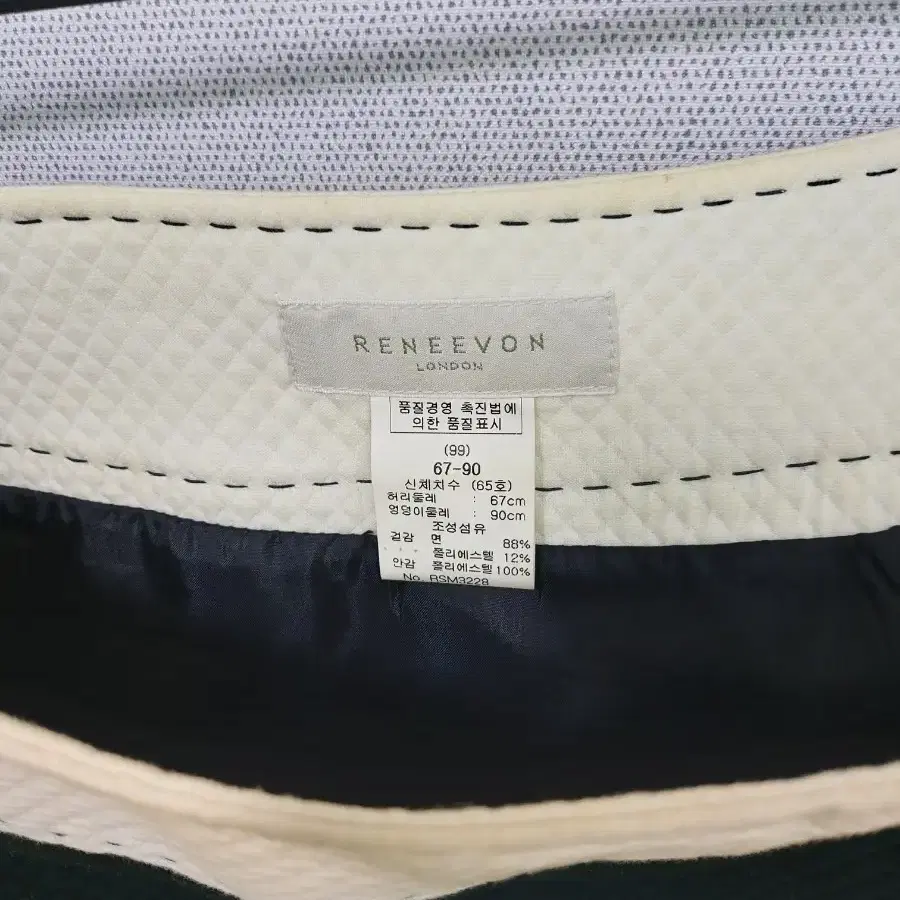 RENEEVON
LONDON
품질경영 촉진법에
의한 품질표시
(99)
67-90
신체치수 (65호)
허리둘레 : 67cm
엉덩이둘레 : 90cm
조성섬유
겉감 면 88%
폴리에스텔 12%
안감 폴리에스텔 100%
No. RSM3228